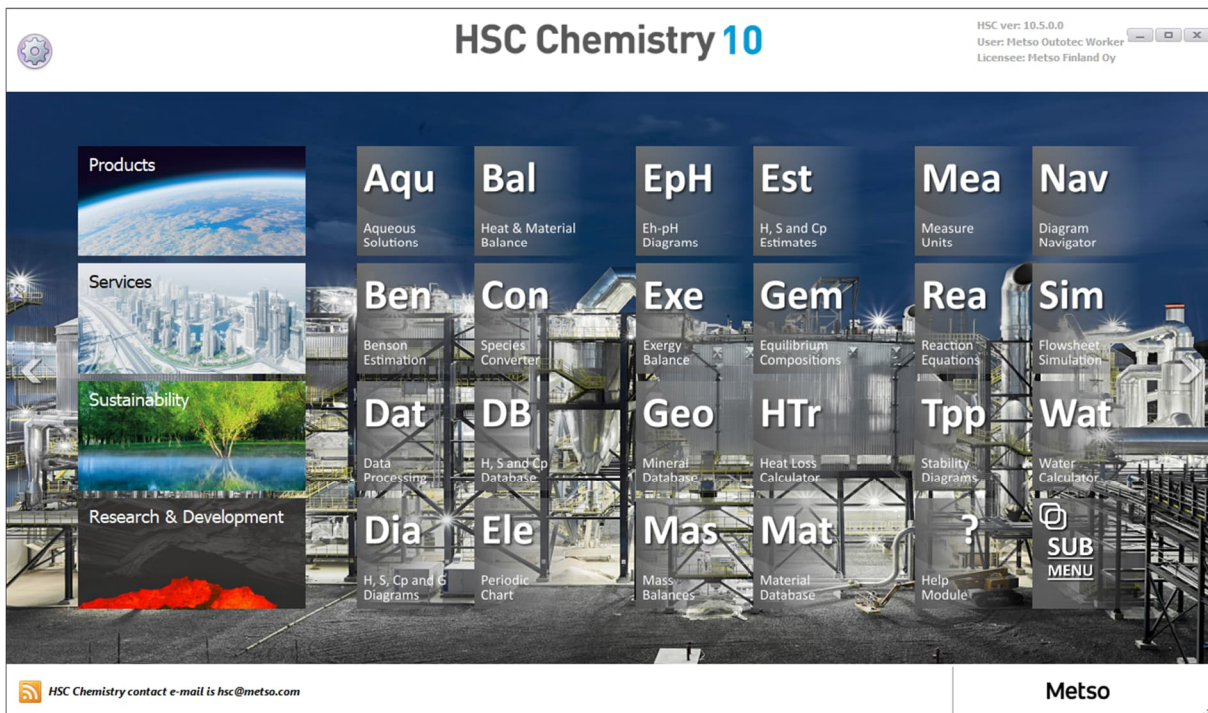 HSC Chemistry 10
HSC ver: 10.5.0.0
User: Metso Outotec Worker
Licensee: Metso Finland Oy
Products
Services
Sustainability
Research & Development
Aqu
Aqueous
Solutions
Bal
Heat & Material
Balance
EpH
Eh-pH
Diagrams
Est
H, S and Cp
Estimates
Mea
Measure
Units
Nav
Diagram
Navigator
Ben
Benson
Estimation
Con
Species
Converter
Exe
Exergy
Balance
Gem
Equilibrium
Compositions
Rea
Reaction
Equations
Sim
Flowsheet
Simulation
Dat
Data
Processing
DB
H, S and Cp
Database
Geo
Mineral
Database
HTr
Heat Loss
Calculator
Tpp
Stability
Diagrams
Wat
Water
Calculator
Dia
H, S, Cp and G
Diagrams
Ele
Periodic
Chart
Mas
Mass
Balances
Mat
Material
Database
?
Help
Module
SUB
MENU
HSC Chemistry contact e-mail is hsc@metso.com
Metso